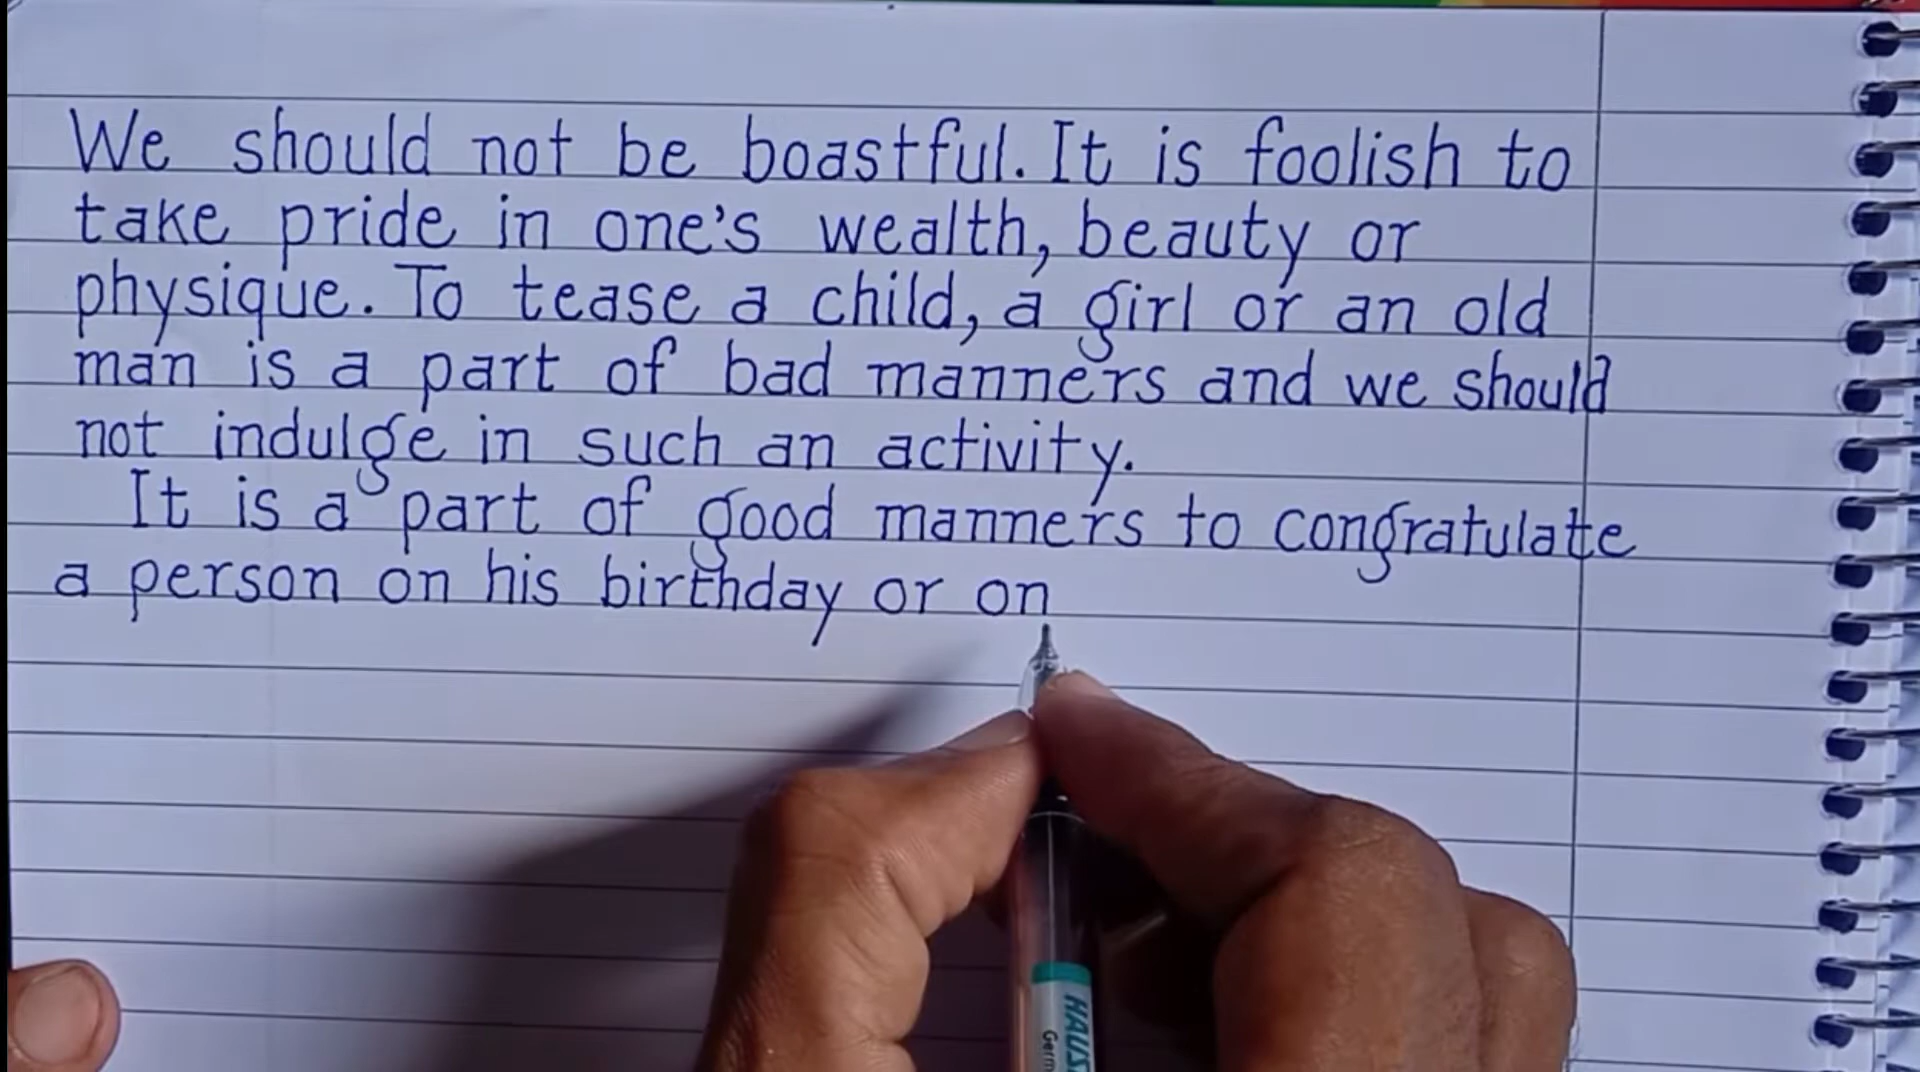 We should not be boastful. It is foolish to
take pride in one's wealth, beauty or
physique. To tease a child, a girl or an old
man is a part of bad manners and we should
not indulge in such an activity.
It is a part of good manners to congratulate
a person on his birthday or on
HAUS
Germ